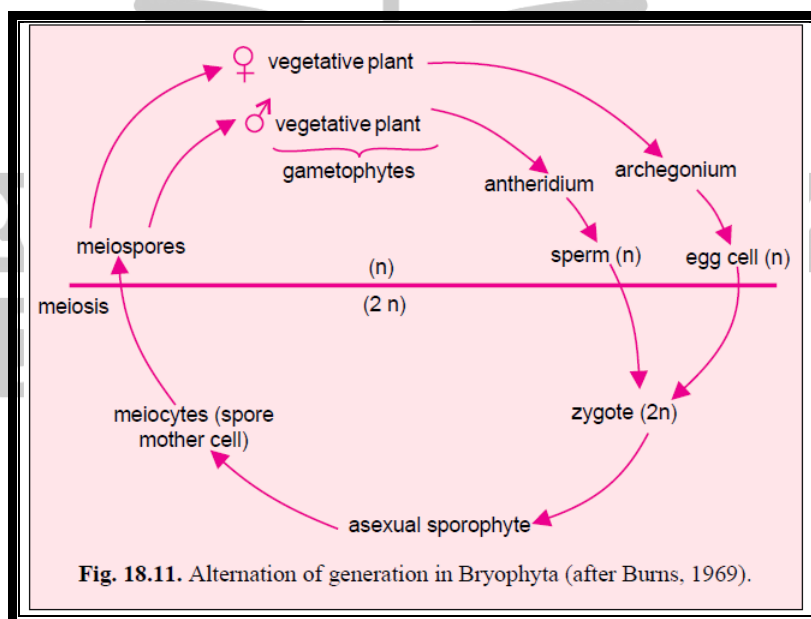 ♀ vegetative plant
♂ vegetative plant
gametophytes
antheridium
archegonium
meiospores
sperm (n)
egg cell (n)
(n)
meiosis
(2 n)
meiocytes (spore
mother cell)
zygote (2n)
asexual sporophyte
Fig. 18.11. Alternation of generation in Bryophyta (after Burns, 1969).